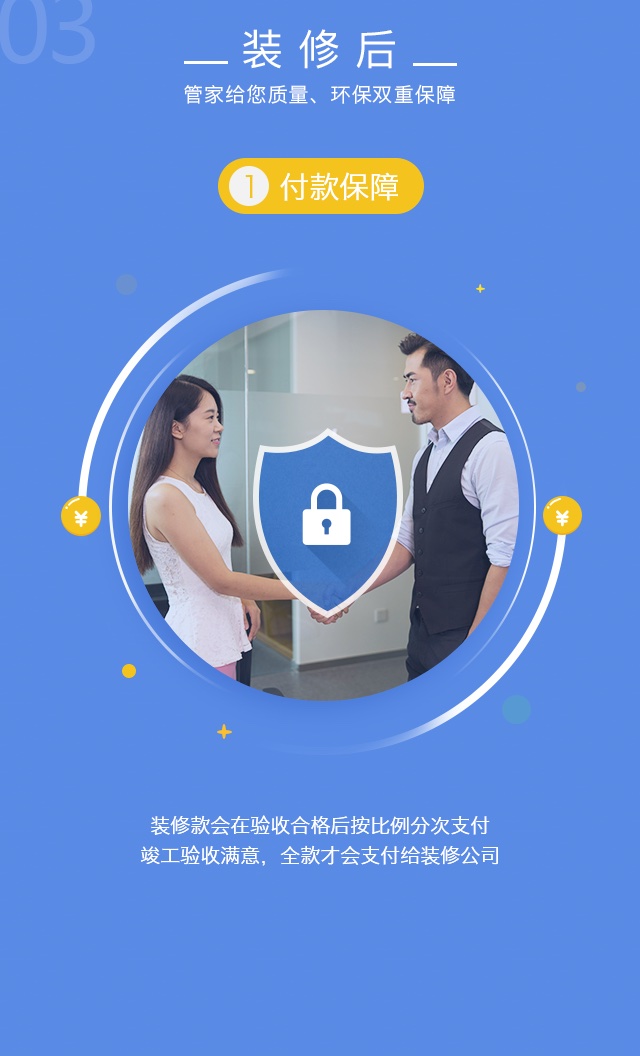 03
装修后
管家给您质量、环保双重保障
1 付款保障
¥
¥
装修款会在验收合格后按比例分次支付
竣工验收满意，全款才会支付给装修公司